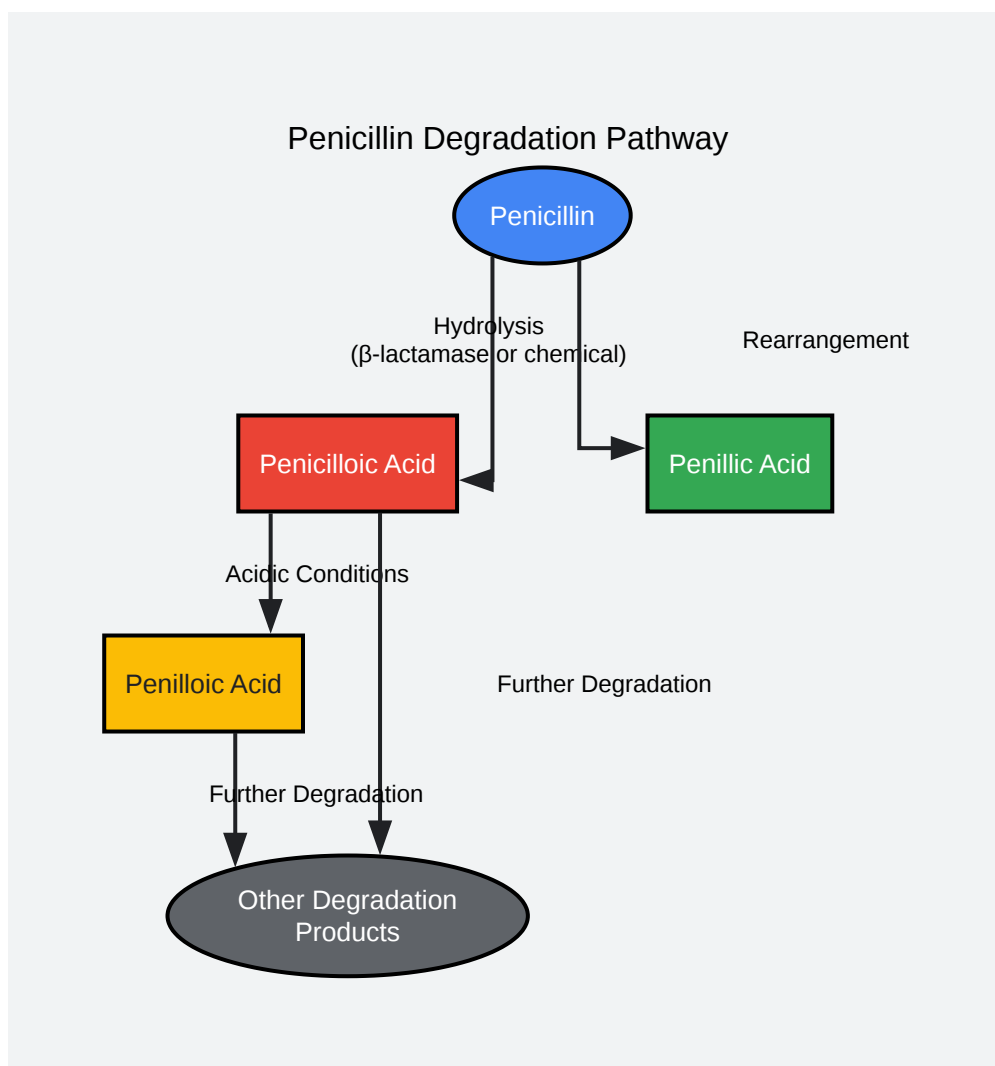 Penicillin Degradation Pathway
Penicillin
Hydrolysis
(β-lactamase or chemical)
Rearrangement
Penicilloic Acid
Penillic Acid
Acidic Conditions
Penilloic Acid
Further Degradation
Further Degradation
Other Degradation
Products